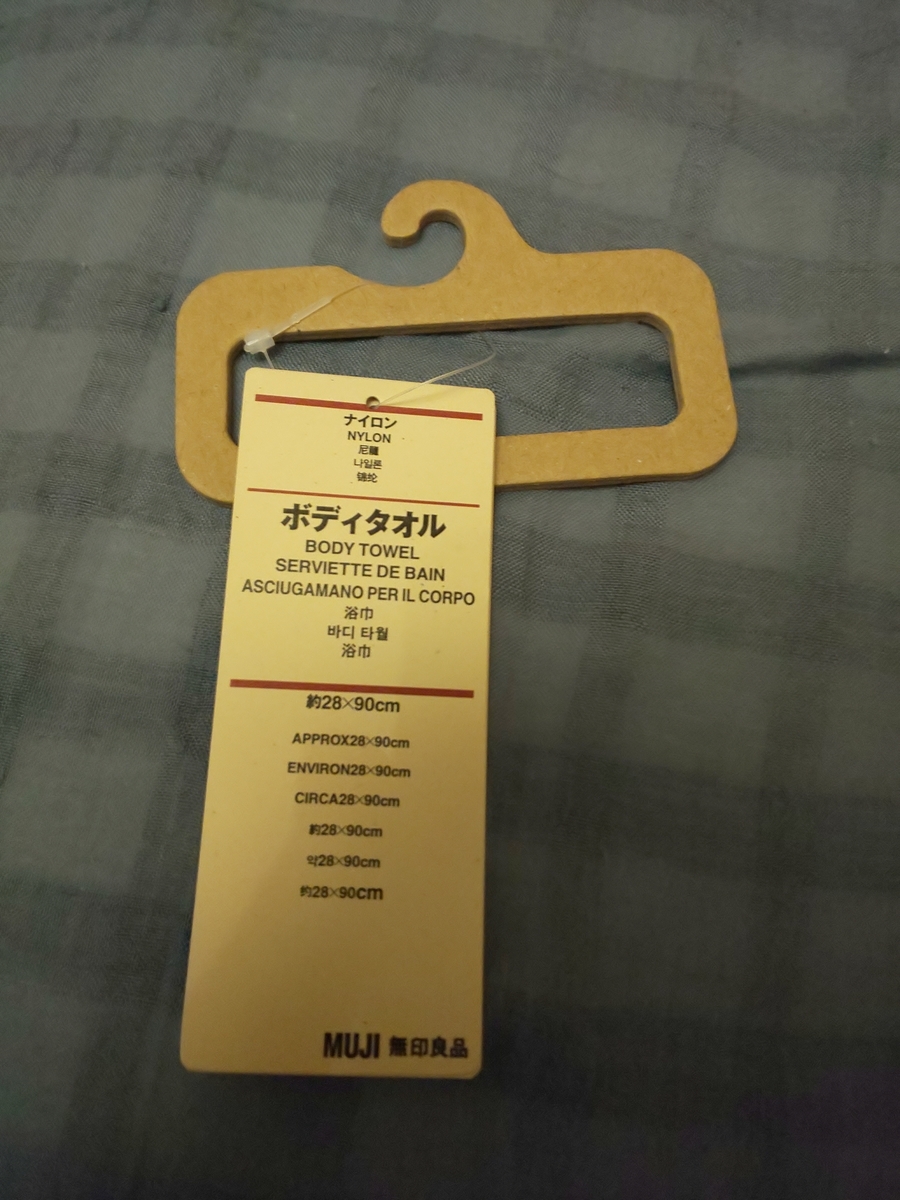 ナイロン
NYLON
尼龍
나일론
锦纶
ボディタオル
BODY TOWEL
SERVIETTE DE BAIN
ASCIUGAMANO PER IL CORPO
浴巾
바디 타월
浴巾
約28×90cm
APPROX28×90cm
ENVIRON28×90cm
CIRCA28×90cm
約28×90cm
약28×90cm
约28×90cm
MUJI 無印良品